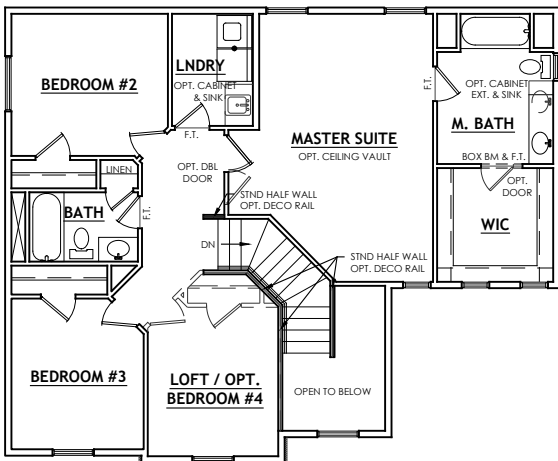 BEDROOM #2
LNDRY
OPT. CABINET
& SINK
F.T.
MASTER SUITE
OPT. CEILING VAULT
F.T.
OPT. CABINET
EXT. & SINK
M. BATH
BOX BM & F.T.
OPT.
DOOR
WIC
LINEN
OPT. DBL
DOOR
BATH
F.T.
STND HALF WALL
OPT. DECO RAIL
DN
STND HALF WALL
OPT. DECO RAIL
BEDROOM #3
LOFT / OPT.
BEDROOM #4
OPEN TO BELOW